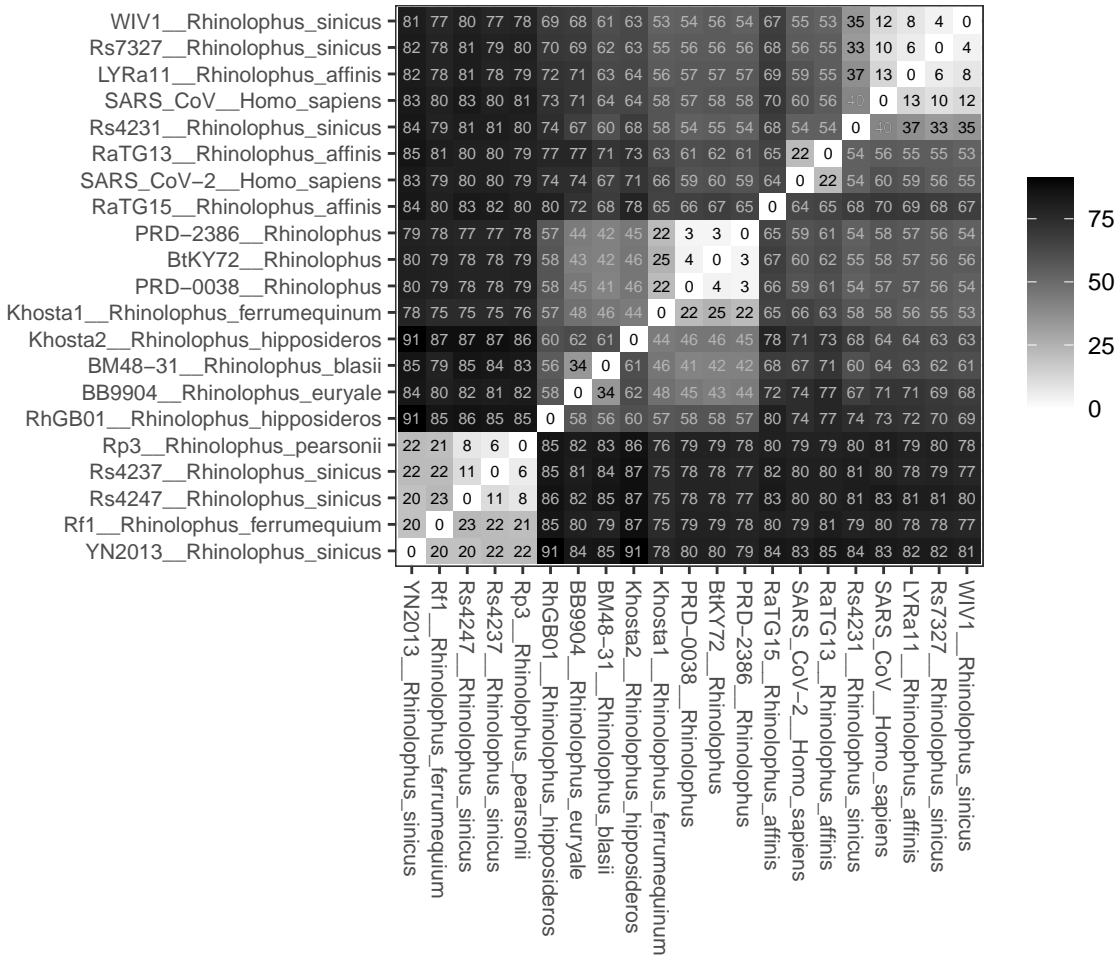 WIV1__Rhinolophus_sinicus 81 77 80 77 78 69 68 61 63 53 54 56 54 67 55 53 35 12 8 4 0
Rs7327__Rhinolophus_sinicus 82 78 81 79 80 70 69 62 63 55 56 56 56 68 56 55 33 10 6 0 4
LYRa11__Rhinolophus_affinis 82 78 81 78 79 72 71 63 64 56 57 57 57 69 59 55 37 13 0 6 8
SARS_CoV__Homo_sapiens 83 80 83 80 81 73 71 64 64 58 57 58 58 70 60 56 40 0 13 10 12
Rs4231__Rhinolophus_sinicus 84 79 81 81 80 74 67 60 68 58 54 55 54 68 54 54 0 40 37 33 35
RaTG13__Rhinolophus_affinis 85 81 80 80 79 77 77 71 73 63 61 62 61 65 22 0 54 56 55 55 53
SARS_CoV−2__Homo_sapiens 83 79 80 80 79 74 74 67 71 66 59 60 59 64 0 22 54 60 59 56 55
RaTG15__Rhinolophus_affinis 84 80 83 82 80 80 72 68 78 65 66 67 65 0 64 65 68 70 69 68 67
PRD−2386__Rhinolophus 79 78 77 77 78 57 44 42 45 22 3 3 0 65 59 61 54 58 57 56 54
BtKY72__Rhinolophus 80 79 78 78 79 58 43 42 46 25 4 0 3 67 60 62 55 58 57 56 56
PRD−0038__Rhinolophus 80 79 78 78 79 58 45 41 46 22 0 4 3 66 59 61 54 57 57 56 54
Khosta1__Rhinolophus_ferrumequinum 78 75 75 75 76 57 48 46 44 0 22 25 22 65 66 63 58 58 56 55 53
Khosta2__Rhinolophus_hipposideros 91 87 87 87 86 60 62 61 0 44 46 46 45 78 71 73 68 64 64 63 63
BM48−31__Rhinolophus_blasii 85 79 85 84 83 56 34 0 61 46 41 42 42 68 67 71 60 64 63 62 61
BB9904__Rhinolophus_euryale 84 80 82 81 82 58 0 34 62 48 45 43 44 72 74 77 67 71 71 69 68
RhGB01__Rhinolophus_hipposideros 91 85 86 85 85 0 58 56 60 57 58 58 57 80 74 77 74 73 72 70 69
Rp3__Rhinolophus_pearsonii 22 21 8 6 0 85 82 83 86 76 79 79 78 80 79 79 80 81 79 80 78
Rs4237__Rhinolophus_sinicus 22 22 11 0 6 85 81 84 87 75 78 78 77 82 80 80 81 80 78 79 77
Rs4247__Rhinolophus_sinicus 20 23 0 11 8 86 82 85 87 75 78 78 77 83 80 80 81 83 81 81 80
Rf1__Rhinolophus_ferrumequium 20 0 23 22 21 85 80 79 87 75 79 79 78 80 79 81 79 80 78 78 77
YN2013__Rhinolophus_sinicus 0 20 20 22 22 91 84 85 91 78 80 80 79 84 83 85 84 83 82 82 81
YN2013__Rhinolophus_sinicus
Rf1__Rhinolophus_ferrumequium
Rs4247__Rhinolophus_sinicus
Rs4237__Rhinolophus_sinicus
Rp3__Rhinolophus_pearsonii
RhGB01__Rhinolophus_hipposideros
BB9904__Rhinolophus_euryale
BM48−31__Rhinolophus_blasii
Khosta2__Rhinolophus_hipposideros
Khosta1__Rhinolophus_ferrumequinum
PRD−0038__Rhinolophus
BtKY72__Rhinolophus
PRD−2386__Rhinolophus
RaTG15__Rhinolophus_affinis
SARS_CoV−2__Homo_sapiens
RaTG13__Rhinolophus_affinis
Rs4231__Rhinolophus_sinicus
SARS_CoV__Homo_sapiens
LYRa11__Rhinolophus_affinis
Rs7327__Rhinolophus_sinicus
WIV1__Rhinolophus_sinicus
75
50
25
0